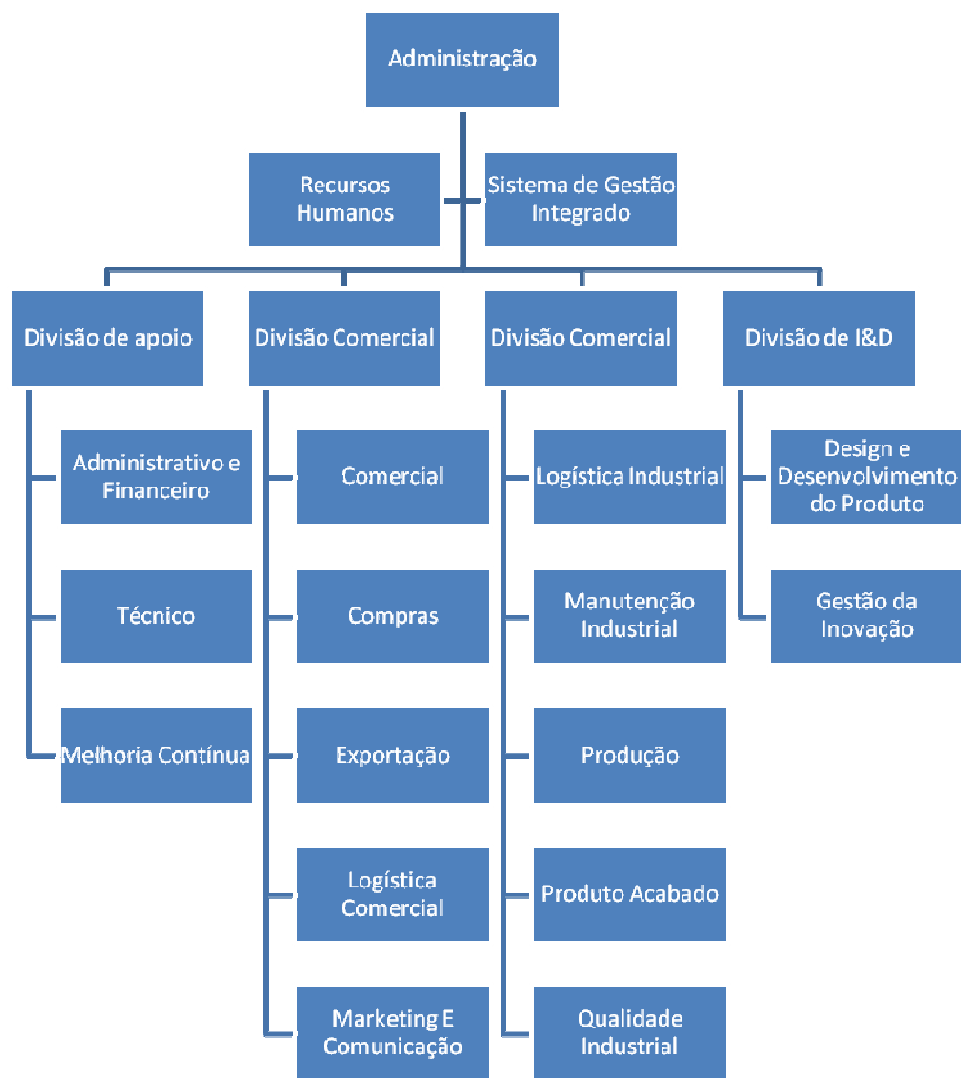 Administração
Recursos
Humanos
Sistema de Gestão
Integrado
Divisão de apoio
Divisão Comercial
Divisão Comercial
Divisão de I&D
Administrativo e
Financeiro
Técnico
Melhoria Contínua
Comercial
Compras
Exportação
Logística
Comercial
Marketing E
Comunicação
Logística Industrial
Manutenção
Industrial
Produção
Produto Acabado
Qualidade
Industrial
Design e
Desenvolvimento
do Produto
Gestão da
Inovação